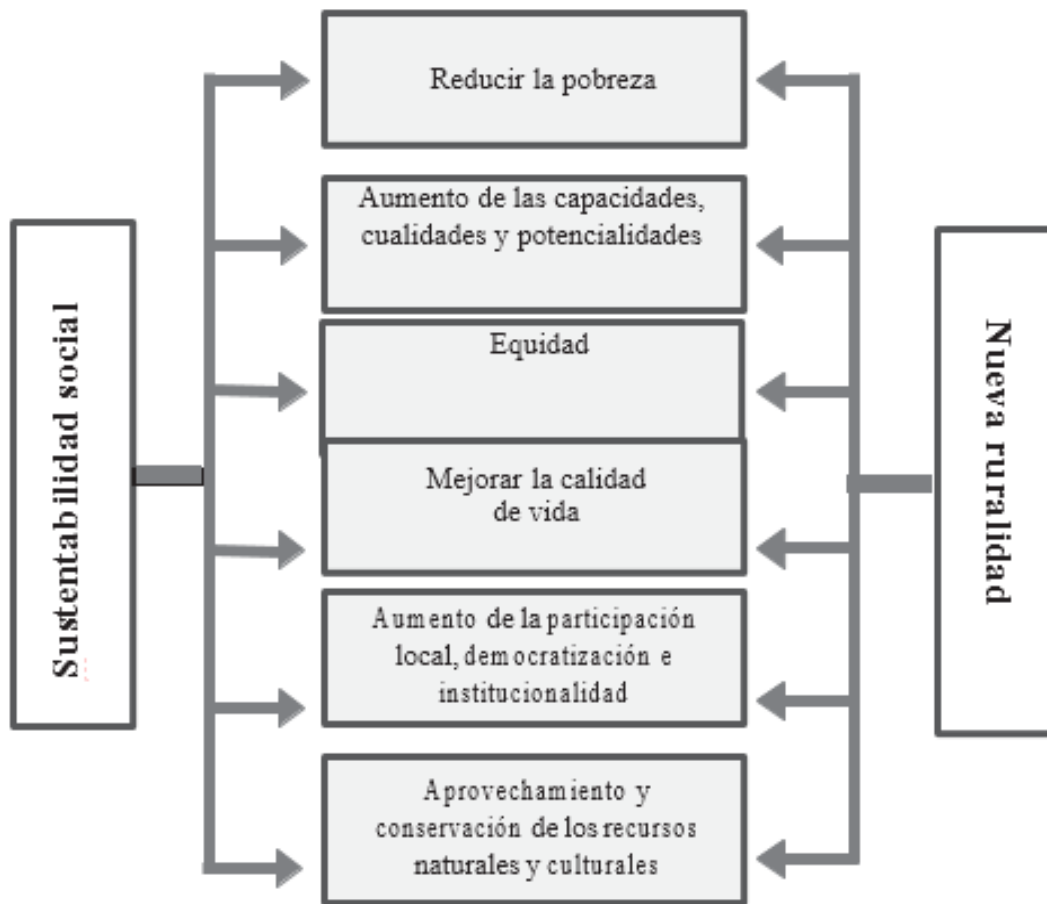 Sustentabilidad social
Reducir la pobreza
Aumento de las capacidades,
cualidades y potencialidades
Equidad
Mejorar la calidad
de vida
Aumento de la participación
local, democratización e
institucionalidad
Aprovechamiento y
conservación de los recursos
naturales y culturales
Nueva ruralidad